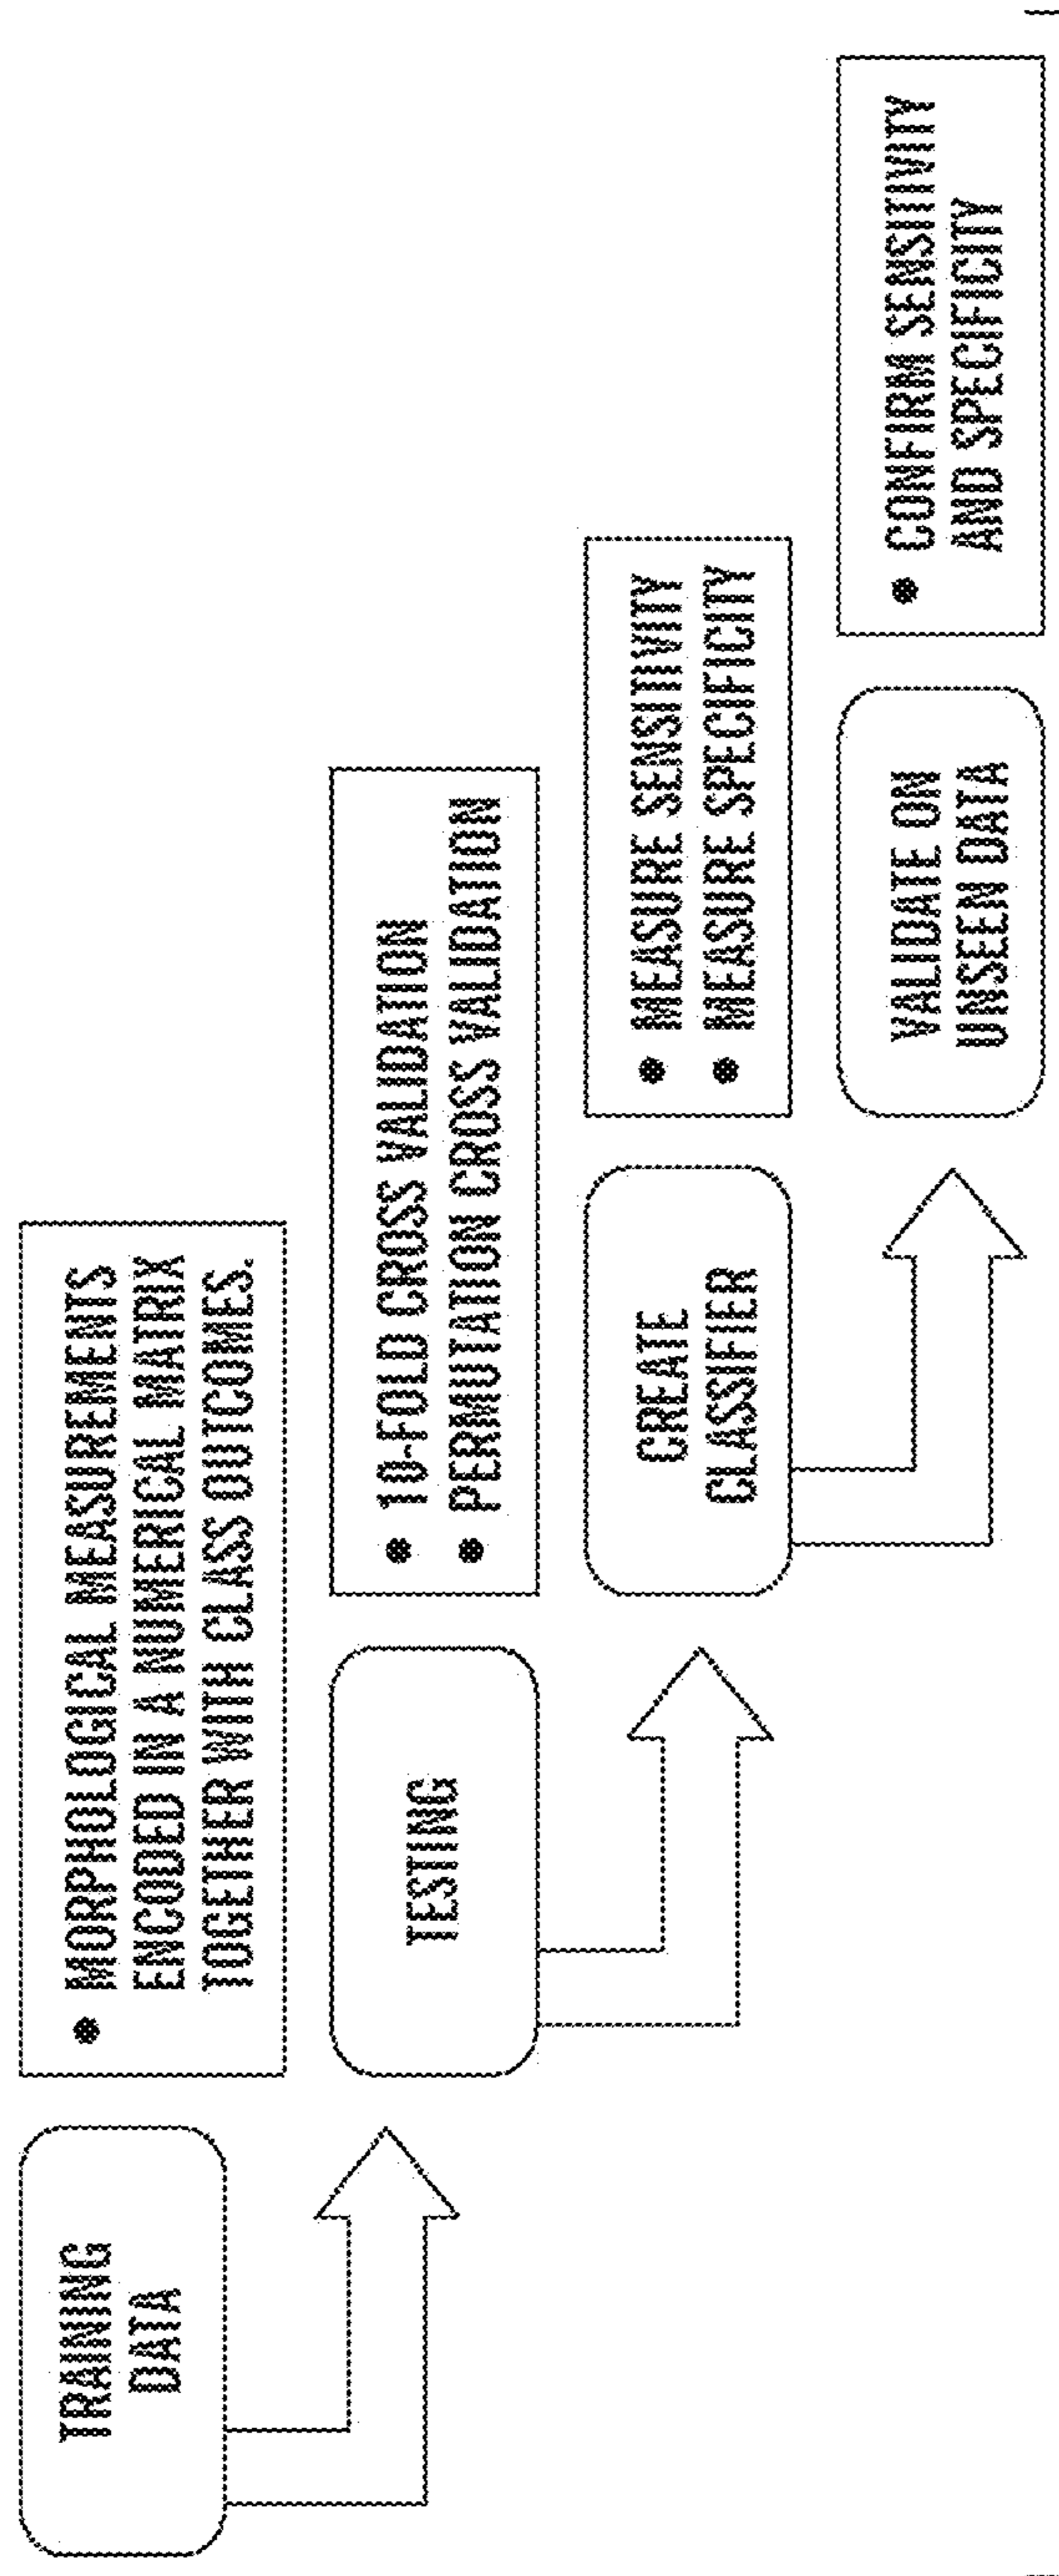 TRAINING
DATA
• MORPHOLOGICAL MEASUREMENTS
ENCODED IN A NUMERICAL MATRIX
TOGETHER WITH CLASS OUTCOMES.
TESTING
• 10-FOLD CROSS VALIDATION
• PERMUTATION CROSS VALIDATION
CREATE
CLASSIFIER
• MEASURE SENSITIVITY
• MEASURE SPECIFICITY
VALIDATE ON
UNSEEN DATA
• CONFIRM SENSITIVITY
AND SPECIFICITY